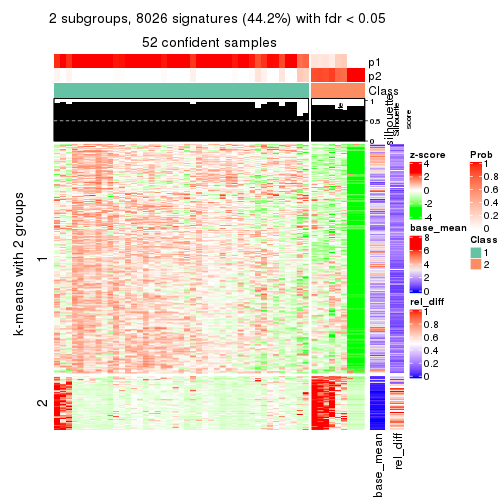 2 subgroups, 8026 signatures (44.2%) with fdr < 0.05
52 confident samples
p1
p2
Class
silhouette
1
0.5
0
Silhouette
score
k-means with 2 groups
1
2
base_mean
rel_diff
z-score
4
2
0
-2
-4
base_mean
8
6
4
2
0
rel_diff
1
0.8
0.6
0.4
0.2
0
Prob
1
0.8
0.6
0.4
0.2
0
Class
1
2